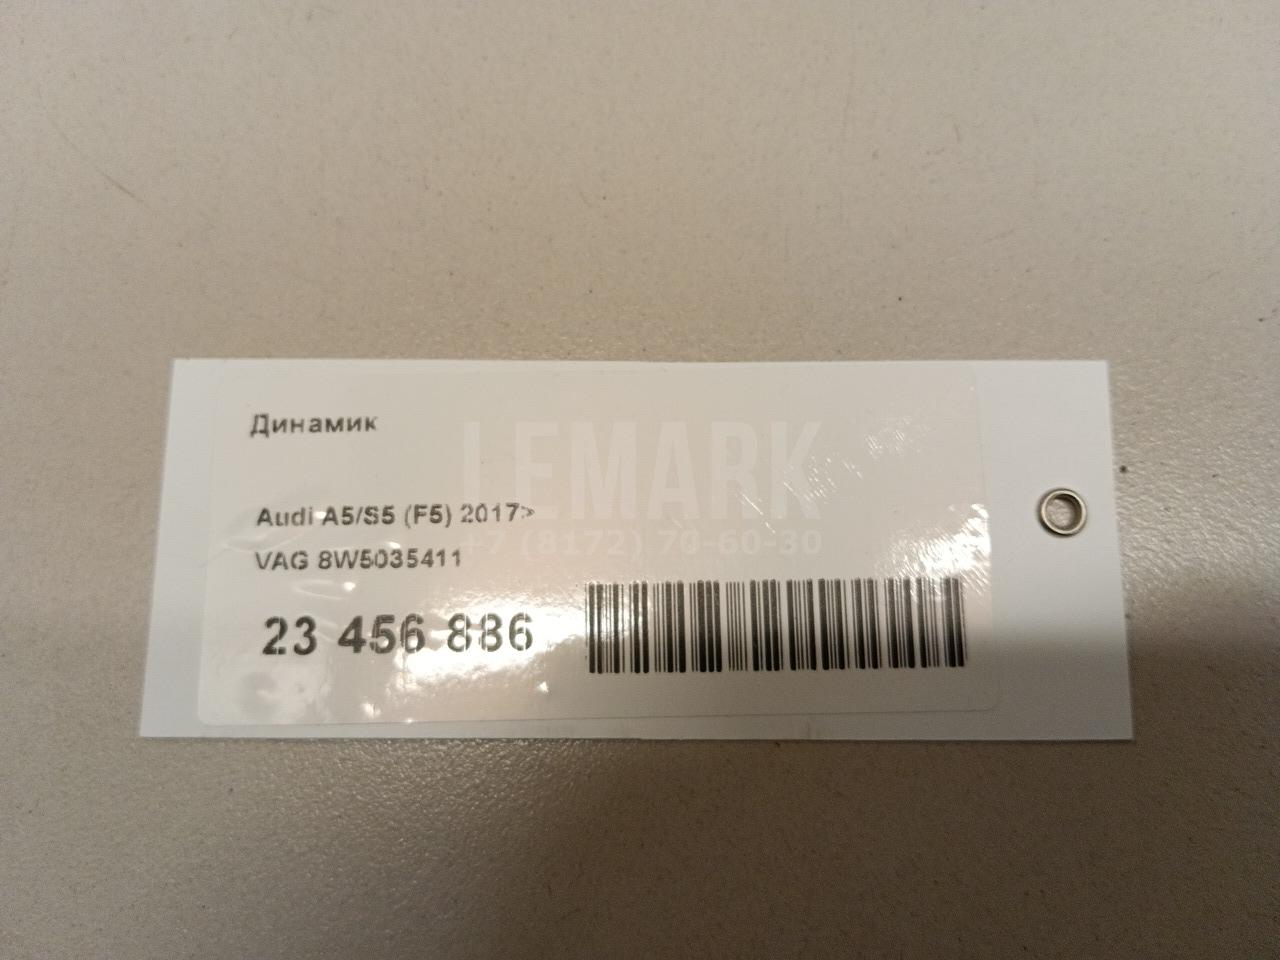 Динамик
LEMARK
Audi A5/S5 (F5) 2017>
+7 (8172) 70-60-30
VAG 8W5035411
23 456 886